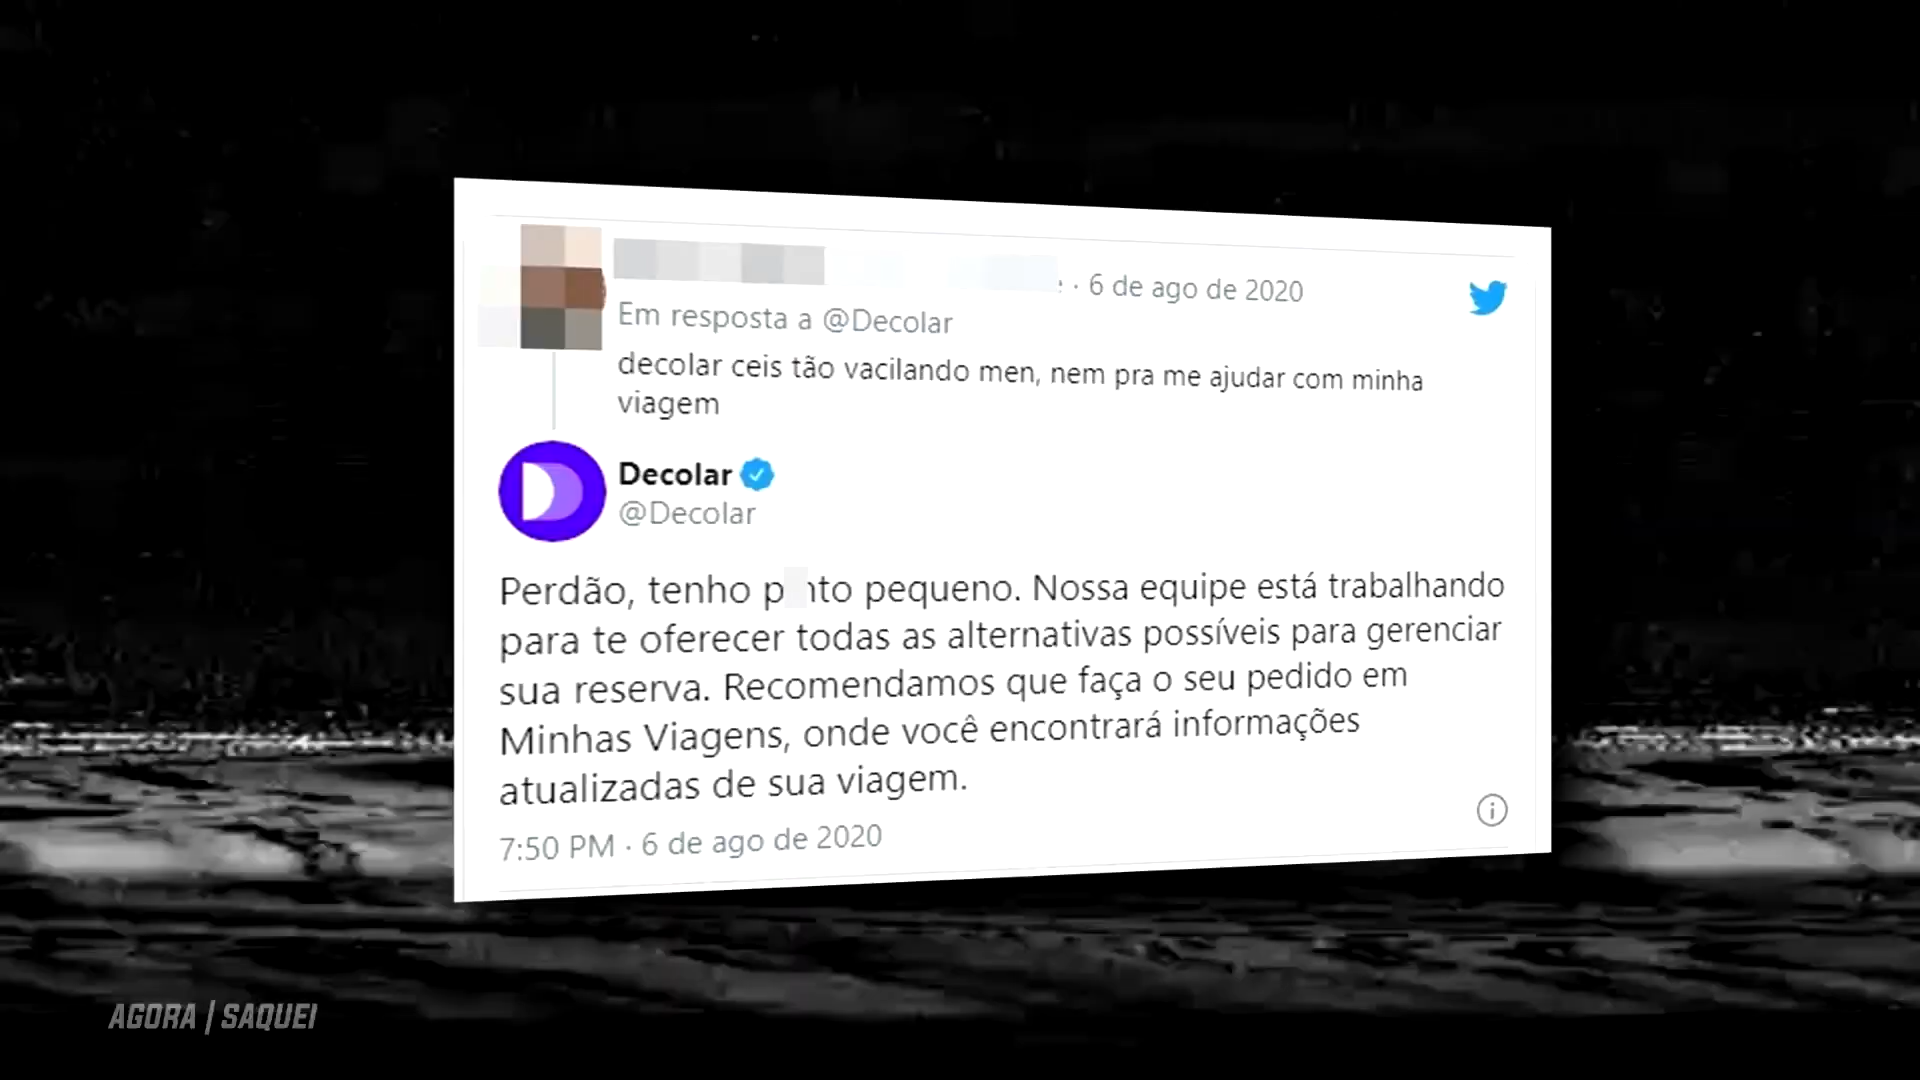 · 6 de ago de 2020
Em resposta a @Decolar
decolar ceis tão vacilando men, nem pra me ajudar com minha
viagem
Decolar
@Decolar
Perdão, tenho p nto pequeno. Nossa equipe está trabalhando
para te oferecer todas as alternativas possíveis para gerenciar
sua reserva. Recomendamos que faça o seu pedido em
Minhas Viagens, onde você encontrará informações
atualizadas de sua viagem.
7:50 PM · 6 de ago de 2020
AGORA | SAQUEI